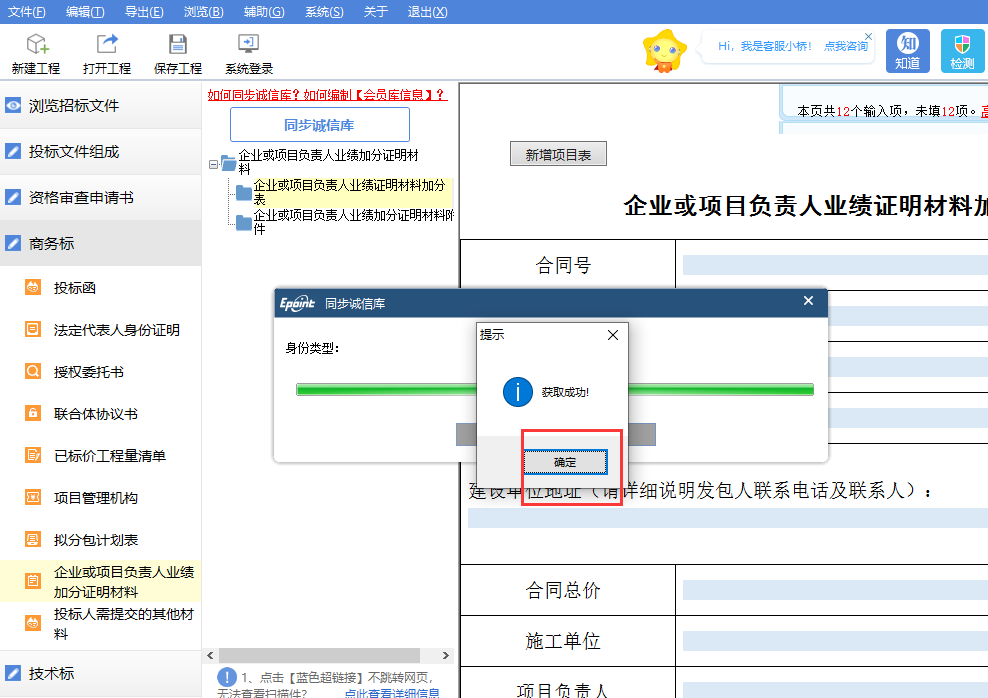 文件(F) 编辑(T) 导出(E) 浏览(B) 辅助(G) 系统(S) 关于 退出(X)
新建工程 打开工程 保存工程 系统登录
Hi，我是客服小桥！ 点我咨询
知
知道
检测
浏览招标文件
投标文件组成
资格审查申请书
商务标
投标函
法定代表人身份证明
授权委托书
联合体协议书
已标价工程量清单
项目管理机构
拟分包计划表
企业或项目负责人业绩
加分证明材料
投标人需提交的其他材
料
技术标
如何同步诚信库？如何编制【会员库信息】？
同步诚信库
企业或项目负责人业绩加分证明材
料
企业或项目负责人业绩证明材料加分
表
企业或项目负责人业绩加分证明材料附
件
1、点击【蓝色超链接】不跳转网页，
无法查看扫描件？ 点此查看详细信息
本页共12个输入项，未填12项。
新增项目表
企业或项目负责人业绩证明材料加
合同号
Epoint 同步诚信库
身份类型：
提示
获取成功!
确定
建设单位地址（请详细说明发包人联系电话及联系人）：
合同总价
施工单位
项目负责人